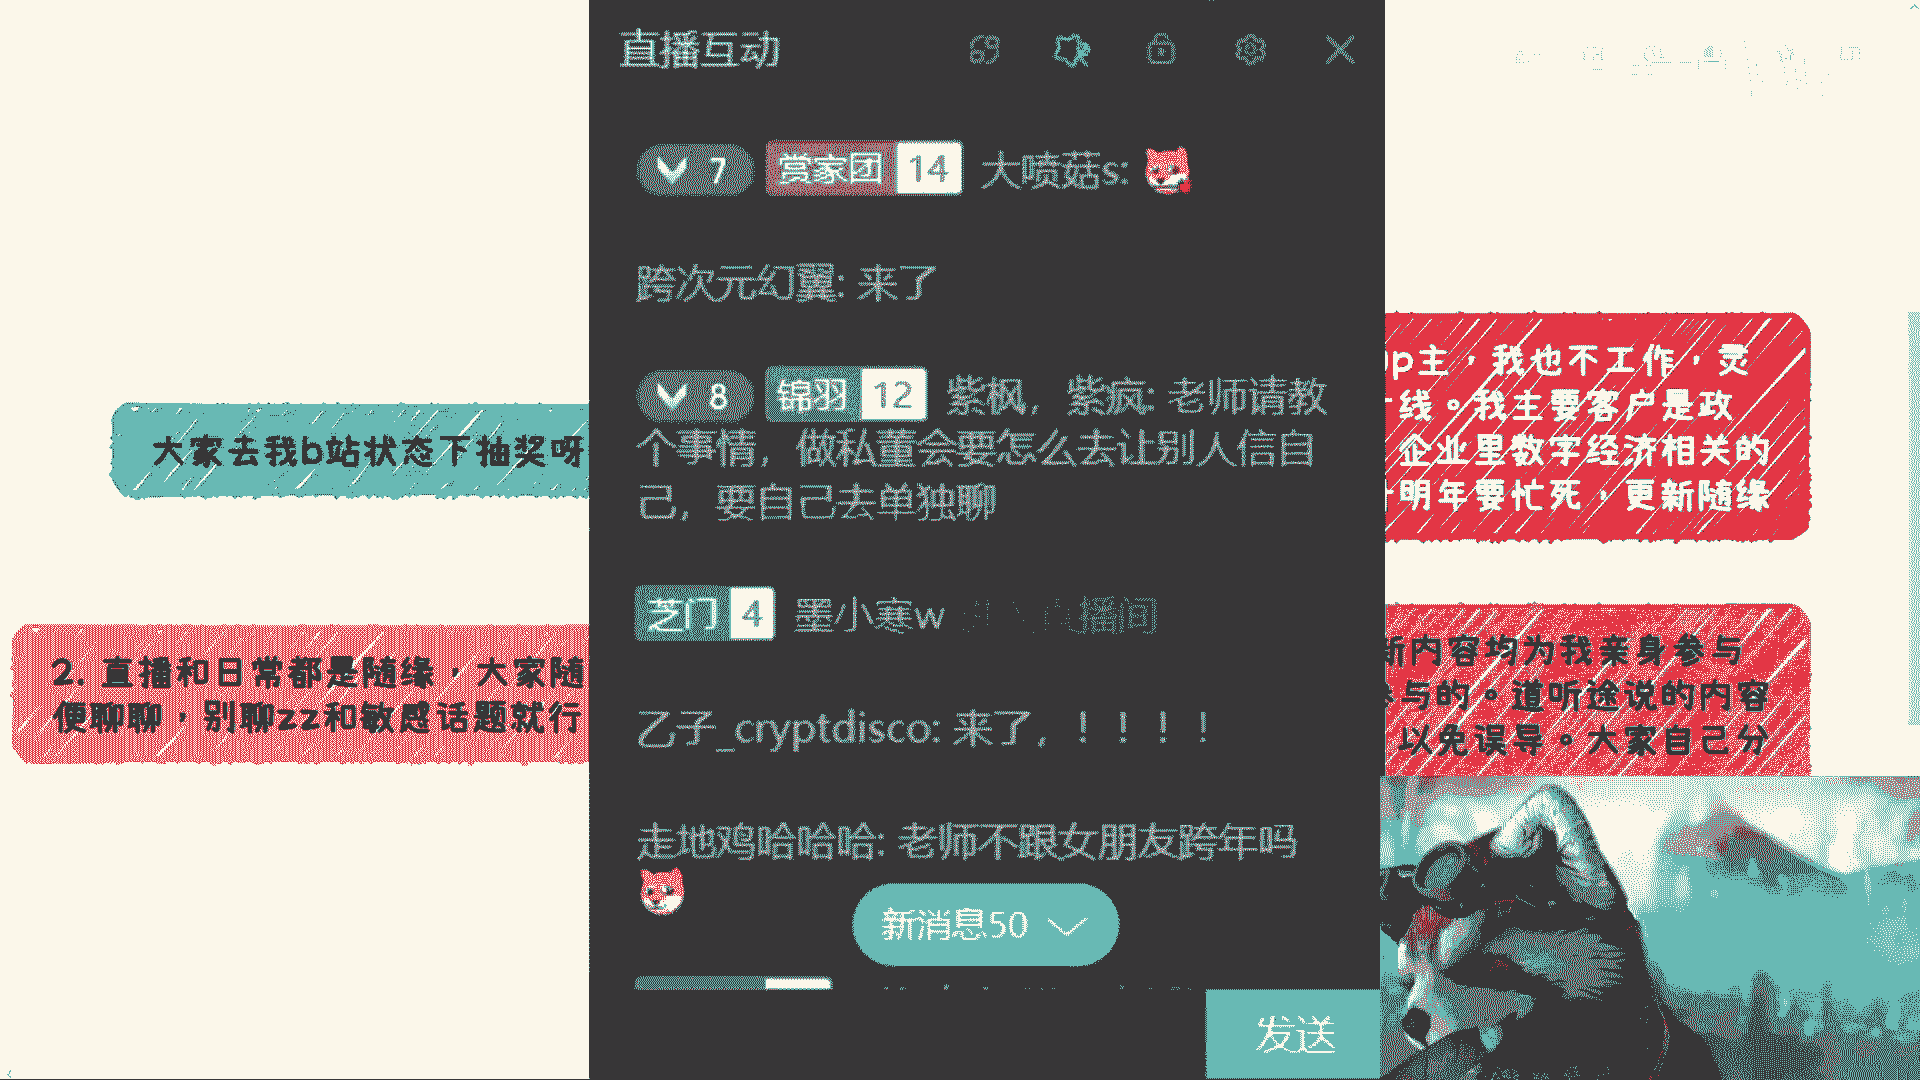 直播互动
7 赏家团 14 大喷菇s:
跨次元幻翼: 来了
8 锦羽 12 紫枫，紫疯: 老师请教
个事情，做私董会要怎么去让别人信自
己，要自己去单独聊
芝门 4 墨小寒w 进入直播间
乙子_cryptdisco: 来了，！！！！
走地鸡哈哈哈: 老师不跟女朋友跨年吗
新消息50
发送
大家去我b站状态下抽奖呀
2. 直播和日常都是随缘，大家随
便聊聊，别聊zz和敏感话题就行
up主，我也不工作，灵
线。我主要客户是政
企业里数字经济相关的
明年要忙死，更新随缘
新内容均为我亲身参与
参与的。道听途说的内容
以免误导。大家自己分